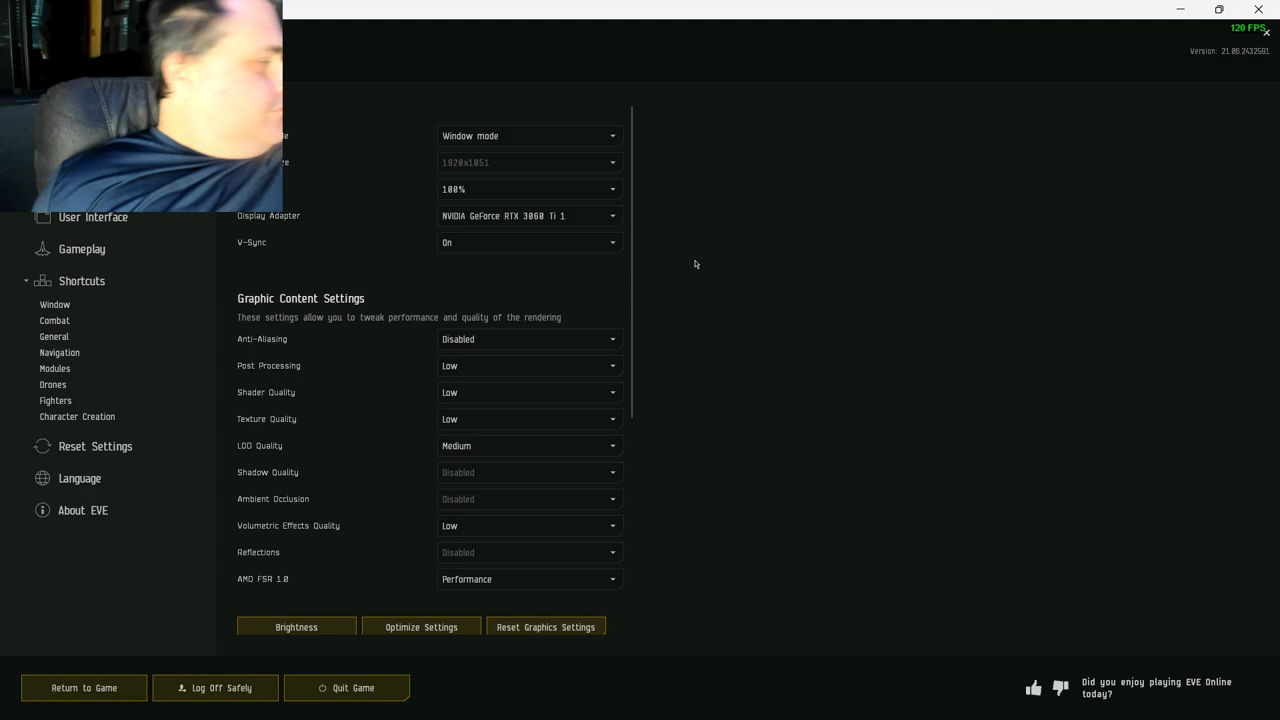 120 FPS
Version: 21.06.2432591
Window mode
1920x1051
100%
Display Adapter NVIDIA GeForce RTX 3060 Ti 1
V-Sync On
Graphic Content Settings
These settings allow you to tweak performance and quality of the rendering
Anti-Aliasing Disabled
Post Processing Low
Shader Quality Low
Texture Quality Low
LOD Quality Medium
Shadow Quality Disabled
Ambient Occlusion Disabled
Volumetric Effects Quality Low
Reflections Disabled
AMD FSR 1.0 Performance
Brightness Optimize Settings Reset Graphics Settings
User Interface
Gameplay
Shortcuts
Window
Combat
General
Navigation
Modules
Drones
Fighters
Character Creation
Reset Settings
Language
About EVE
Return to Game Log Off Safely Quit Game
Did you enjoy playing EVE Online
today?